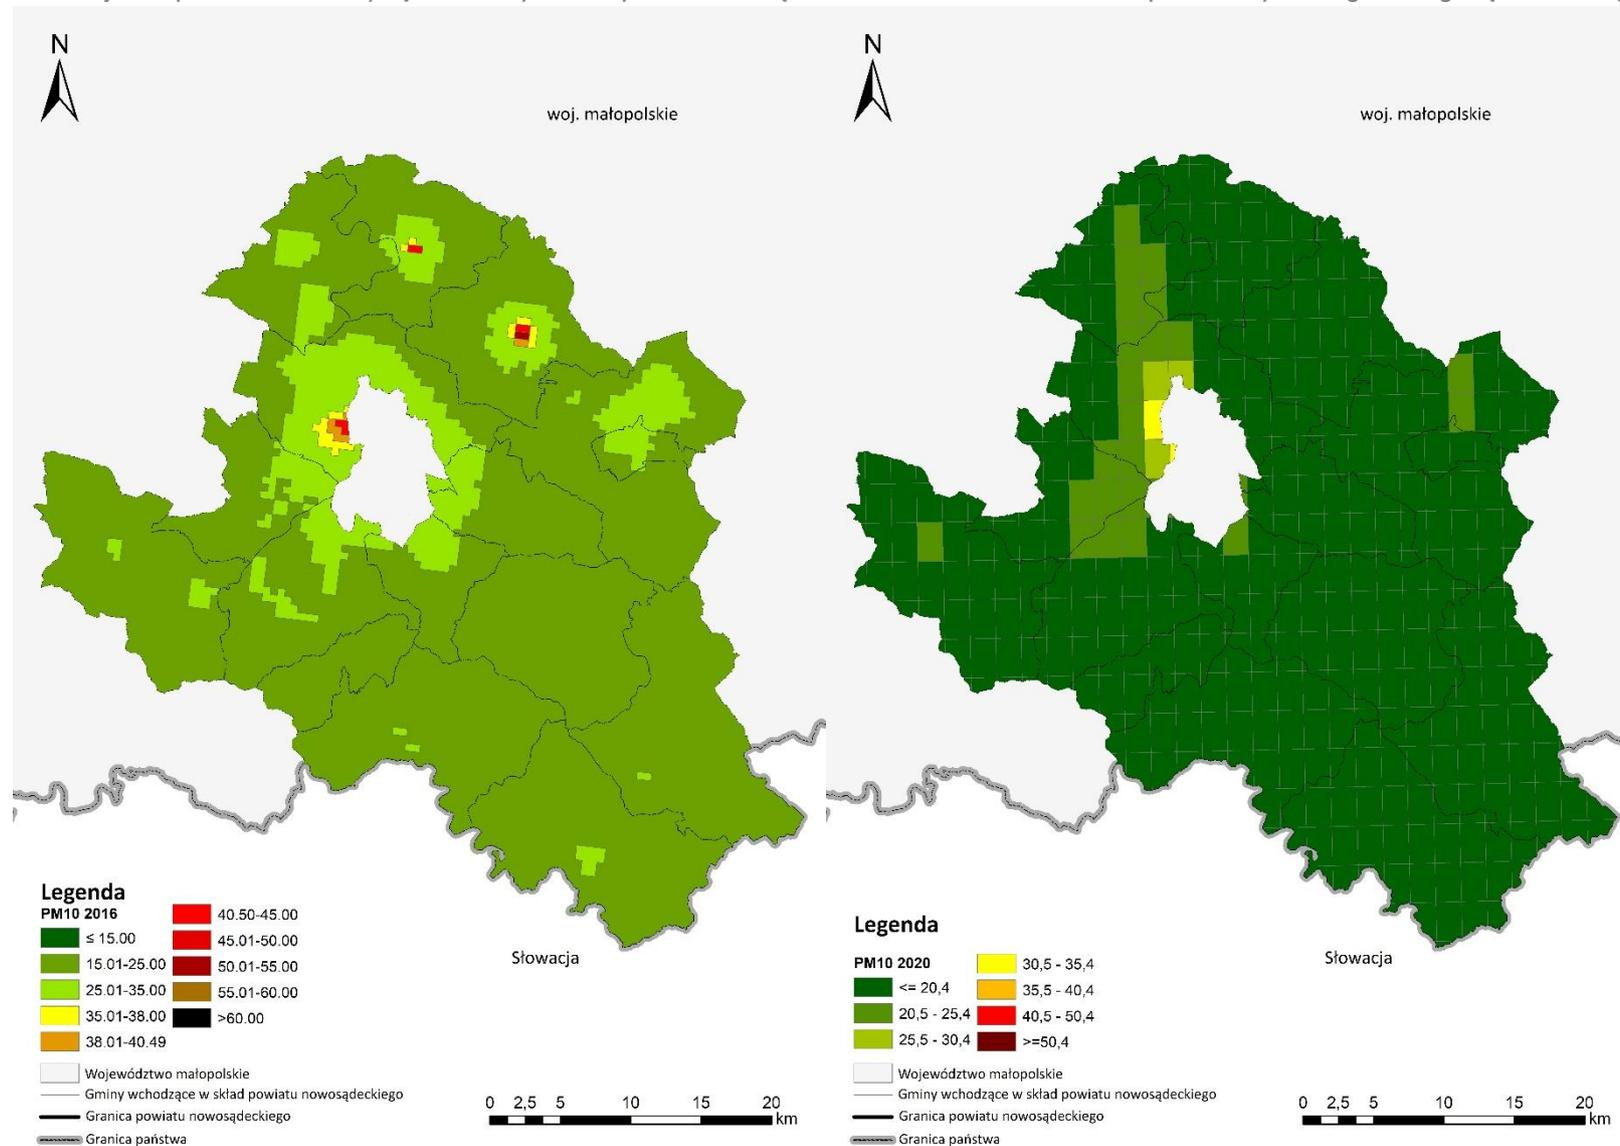 N
woj. małopolskie
Słowacja
Legenda
PM10 2016
≤ 15.00
15.01-25.00
25.01-35.00
35.01-38.00
38.01-40.49
40.50-45.00
45.01-50.00
50.01-55.00
55.01-60.00
>60.00
Województwo małopolskie
Gminy wchodzące w skład powiatu nowosądeckiego
Granica powiatu nowosądeckiego
Granica państwa
0 2,5 5 10 15 20
km
N
woj. małopolskie
Słowacja
Legenda
PM10 2020
<= 20,4
20,5 - 25,4
25,5 - 30,4
30,5 - 35,4
35,5 - 40,4
40,5 - 50,4
>=50,4
Województwo małopolskie
Gminy wchodzące w skład powiatu nowosądeckiego
Granica powiatu nowosądeckiego
Granica państwa
0 2,5 5 10 15 20
km